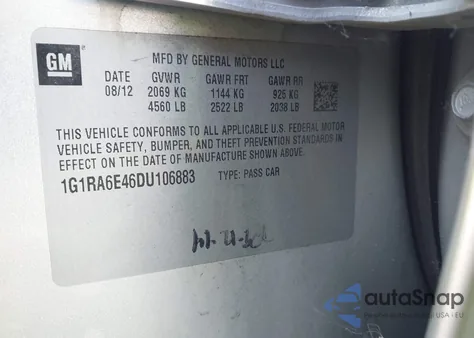 GM
MFD BY GENERAL MOTORS LLC
DATE GVWR GAWR FRT GAWR RR
08/12 2069 KG 1144 KG 925 KG
4560 LB 2522 LB 2038 LB
THIS VEHICLE CONFORMS TO ALL APPLICABLE U.S. FEDERAL MOTOR
VEHICLE SAFETY, BUMPER, AND THEFT PREVENTION STANDARDS IN
EFFECT ON THE DATE OF MANUFACTURE SHOWN ABOVE.
1G1RA6E46DU106883 TYPE: PASS CAR
autoSnap
USA | EU